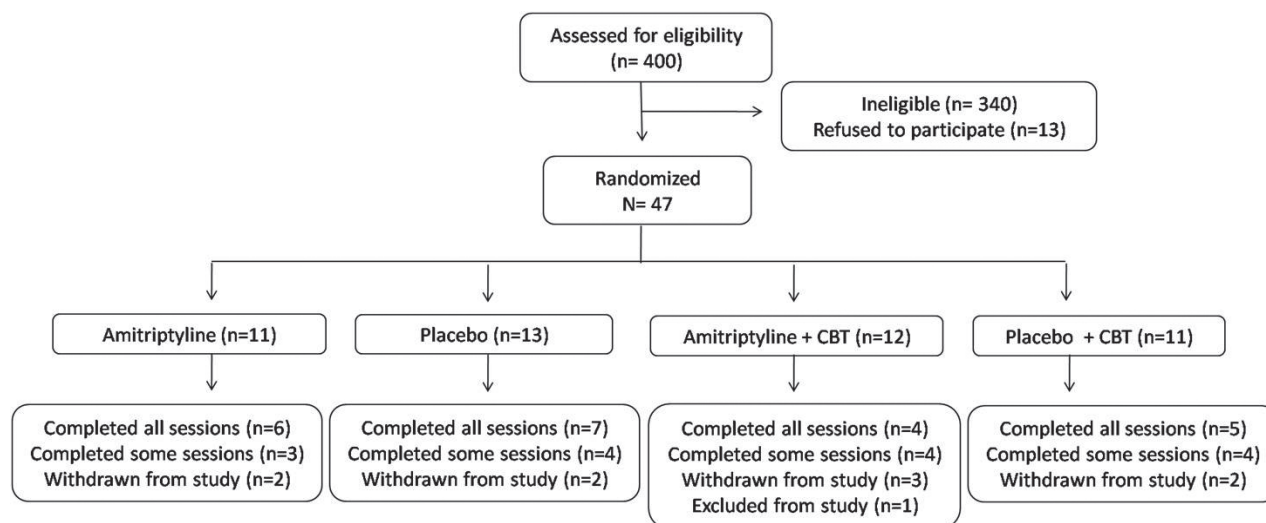 Assessed for eligibility
(n= 400)
Ineligible (n= 340)
Refused to participate (n=13)
Randomized
N= 47
Amitriptyline (n=11)
Placebo (n=13)
Amitriptyline + CBT (n=12)
Placebo + CBT (n=11)
Completed all sessions (n=6)
Completed some sessions (n=3)
Withdrawn from study (n=2)
Completed all sessions (n=7)
Completed some sessions (n=4)
Withdrawn from study (n=2)
Completed all sessions (n=4)
Completed some sessions (n=4)
Withdrawn from study (n=3)
Excluded from study (n=1)
Completed all sessions (n=5)
Completed some sessions (n=4)
Withdrawn from study (n=2)